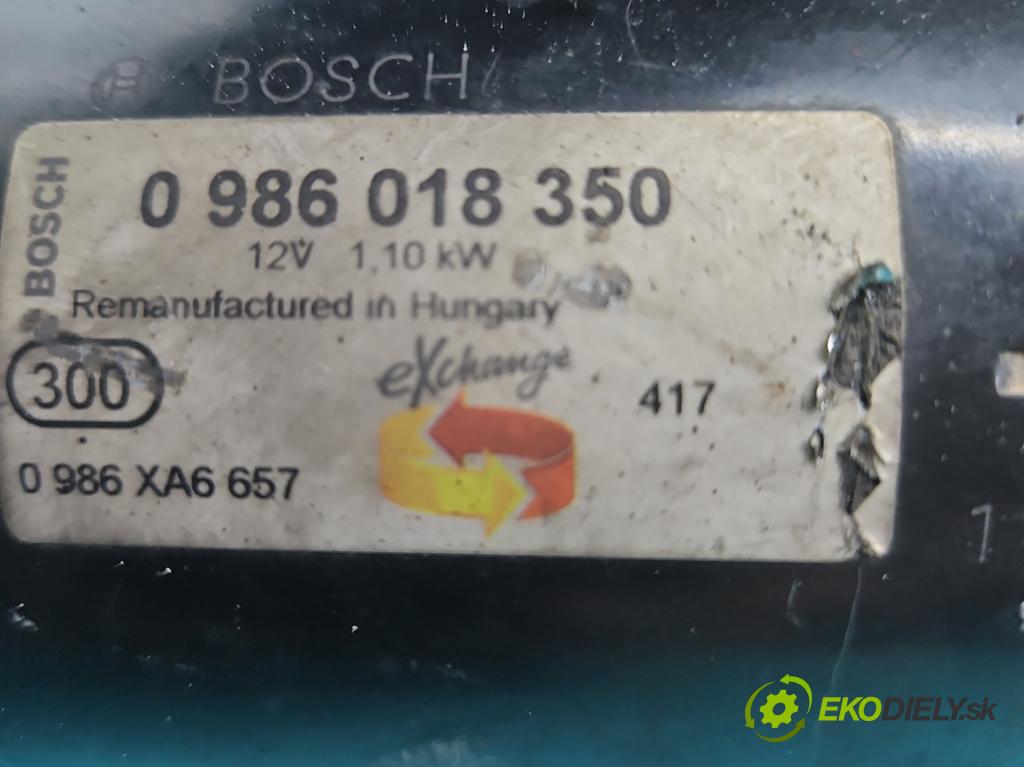 BOSCH
BOSCH
0 986 018 350
12V 1,10 kW
Remanufactured in Hungary
eXchange
300
417
0 986 XA6 657
1
EKODIELY.sk